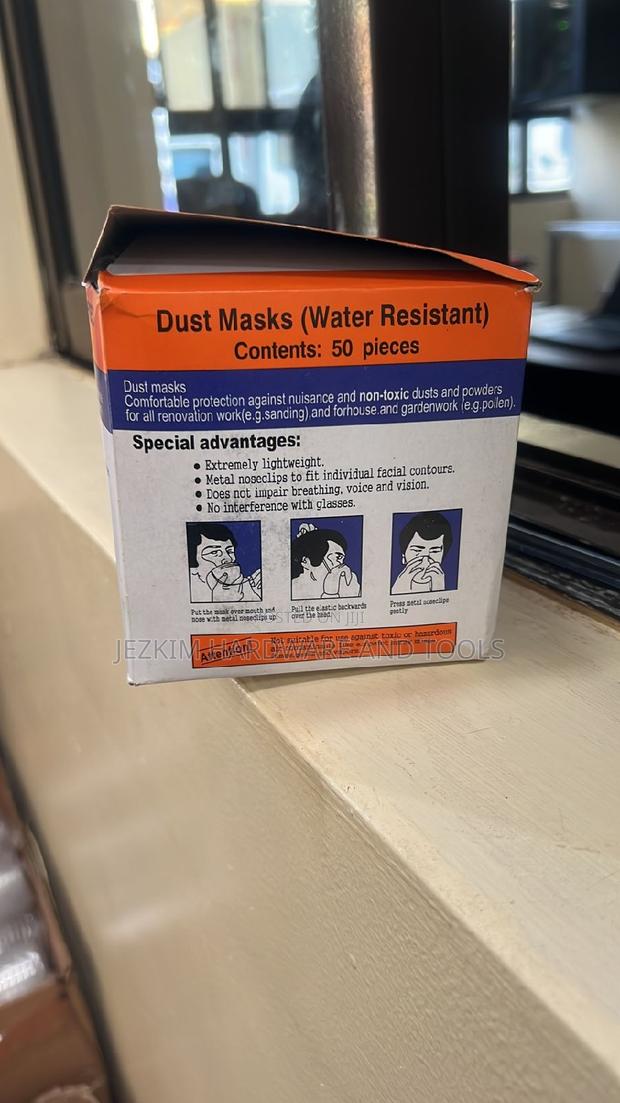 Dust Masks (Water Resistant)
Contents: 50 pieces
Dust masks
Comfortable protection against nuisance and non-toxic dusts and powders
for all renovation work(e.g.sanding).and forhouse.and gardenwork (e.g.pollen).
Special advantages:
• Extremely lightweight.
• Metal noseclips to fit individual facial contours.
• Does not impair breathing, voice and vision.
• No interference with glasses.
Put the mask over mouth and
nose with metal noseclips up
Pull the elastic backwards
over the head.
Press metal noseclips
gently
POSTED ON JIJI
JEZKIM HARDWARE AND TOOLS
Attention!
Not suitable for use against toxic or hazardous